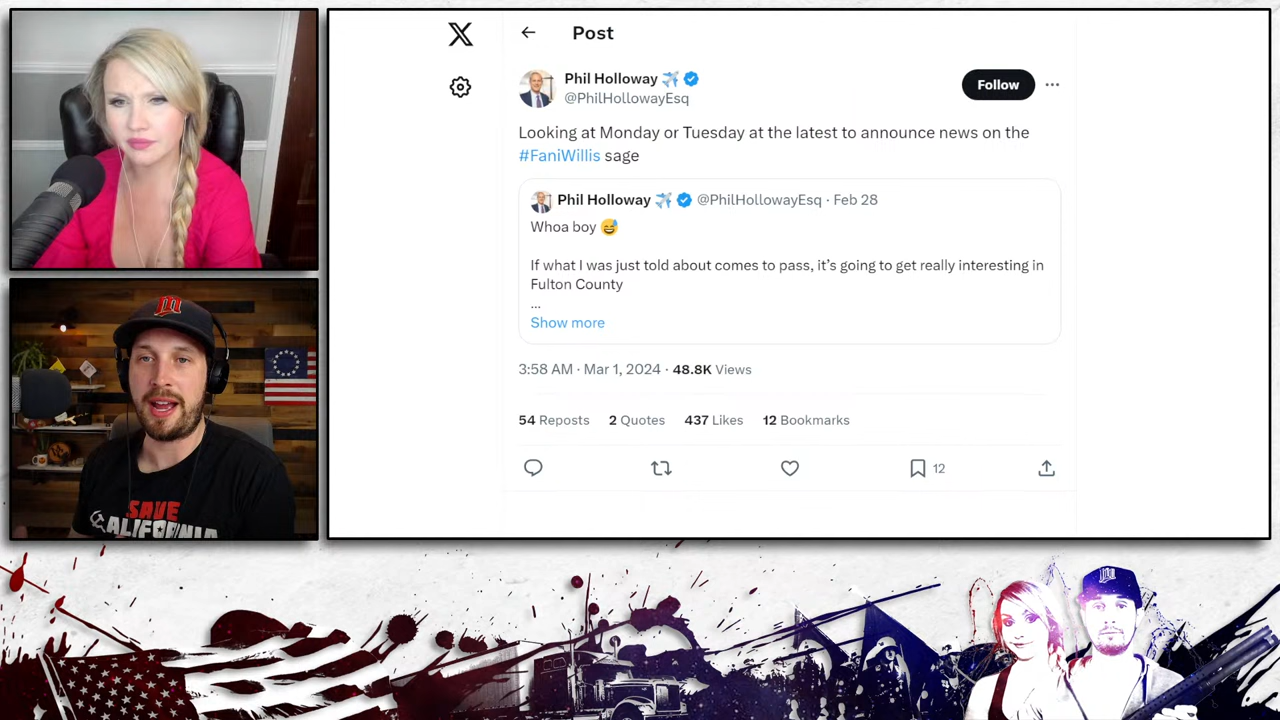 Post
Phil Holloway ✈️
@PhilHollowayEsq
Follow
Looking at Monday or Tuesday at the latest to announce news on the
#FaniWillis sage
Phil Holloway ✈️ @PhilHollowayEsq · Feb 28
Whoa boy 😅
If what I was just told about comes to pass, it’s going to get really interesting in
Fulton County
...
Show more
3:58 AM · Mar 1, 2024 · 48.8K Views
54 Reposts 2 Quotes 437 Likes 12 Bookmarks
12
M
SAVE
CALIFORNIA
M